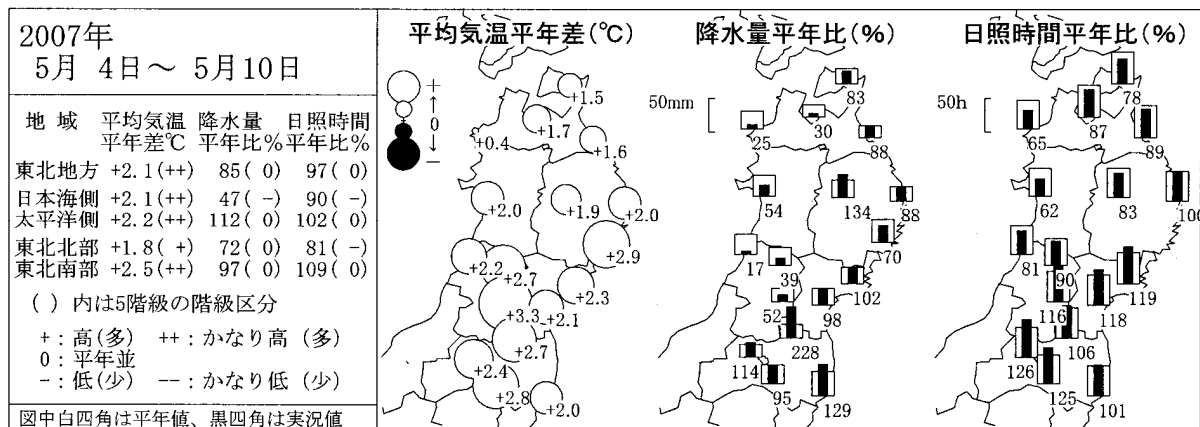 2007年
5月 4日～ 5月10日
地 域 平均気温 降水量 日照時間
平年差℃ 平年比% 平年比%
東北地方 +2.1(++) 85( 0) 97( 0)
日本海側 +2.1(++) 47( -) 90( -)
太平洋側 +2.2(++) 112( 0) 102( 0)
東北北部 +1.8( +) 72( 0) 81( -)
東北南部 +2.5(++) 97( 0) 109( 0)
( ) 内は5階級の階級区分
+：高(多) ++：かなり高 (多)
0：平年並
-：低(少) --：かなり低 (少)
図中白四角は平年値、黒四角は実況値
平均気温平年差(℃)
+
↑
0
↓
-
+1.5
+1.7
+0.4
+1.6
+2.0
+1.9
+2.0
+2.9
+2.2
+2.7
+2.3
+3.3
+2.1
+2.7
+2.4
+2.8
+2.0
降水量平年比(%)
50mm
83
30
25
88
54
134
88
70
17
39
102
52
98
228
114
95
129
日照時間平年比(%)
50h
78
87
65
89
62
83
100
81
90
119
116
118
106
126
125
101